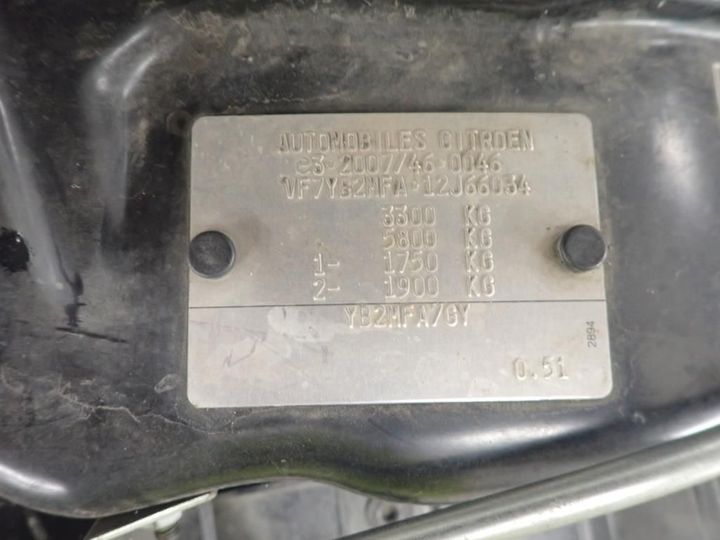 AUTOMOBILES CITROEN
e3*2007/46*0046
VF7YB2MFA*12J66034
3300 KG
5800 KG
1- 1750 KG
2- 1900 KG
YB2MFA/GY
2894
0.51